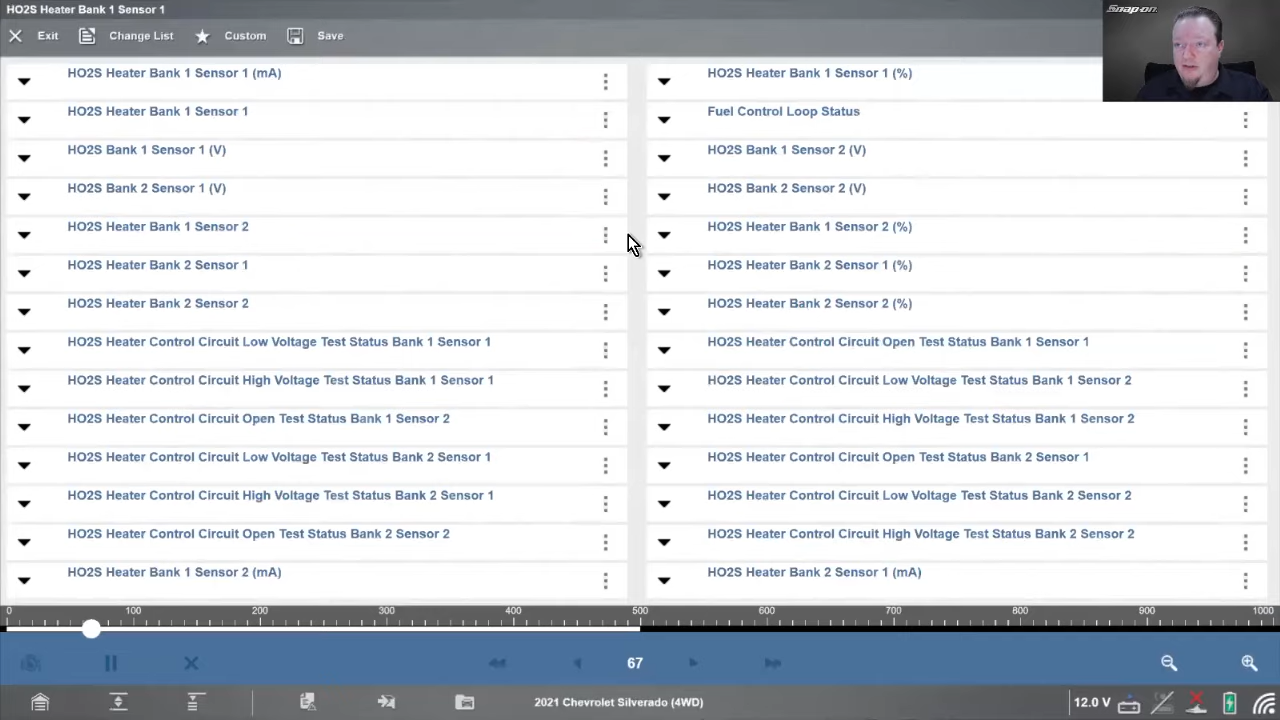 HO2S Heater Bank 1 Sensor 1
Snap-on
Exit Change List Custom Save
HO2S Heater Bank 1 Sensor 1 (mA) HO2S Heater Bank 1 Sensor 1 (%)
HO2S Heater Bank 1 Sensor 1 Fuel Control Loop Status
HO2S Bank 1 Sensor 1 (V) HO2S Bank 1 Sensor 2 (V)
HO2S Bank 2 Sensor 1 (V) HO2S Bank 2 Sensor 2 (V)
HO2S Heater Bank 1 Sensor 2 HO2S Heater Bank 1 Sensor 2 (%)
HO2S Heater Bank 2 Sensor 1 HO2S Heater Bank 2 Sensor 1 (%)
HO2S Heater Bank 2 Sensor 2 HO2S Heater Bank 2 Sensor 2 (%)
HO2S Heater Control Circuit Low Voltage Test Status Bank 1 Sensor 1 HO2S Heater Control Circuit Open Test Status Bank 1 Sensor 1
HO2S Heater Control Circuit High Voltage Test Status Bank 1 Sensor 1 HO2S Heater Control Circuit Low Voltage Test Status Bank 1 Sensor 2
HO2S Heater Control Circuit Open Test Status Bank 1 Sensor 2 HO2S Heater Control Circuit High Voltage Test Status Bank 1 Sensor 2
HO2S Heater Control Circuit Low Voltage Test Status Bank 2 Sensor 1 HO2S Heater Control Circuit Open Test Status Bank 2 Sensor 1
HO2S Heater Control Circuit High Voltage Test Status Bank 2 Sensor 1 HO2S Heater Control Circuit Low Voltage Test Status Bank 2 Sensor 2
HO2S Heater Control Circuit Open Test Status Bank 2 Sensor 2 HO2S Heater Control Circuit High Voltage Test Status Bank 2 Sensor 2
HO2S Heater Bank 1 Sensor 2 (mA) HO2S Heater Bank 2 Sensor 1 (mA)
0 100 200 300 400 500 600 700 800 900 1000
67
2021 Chevrolet Silverado (4WD) 12.0 V